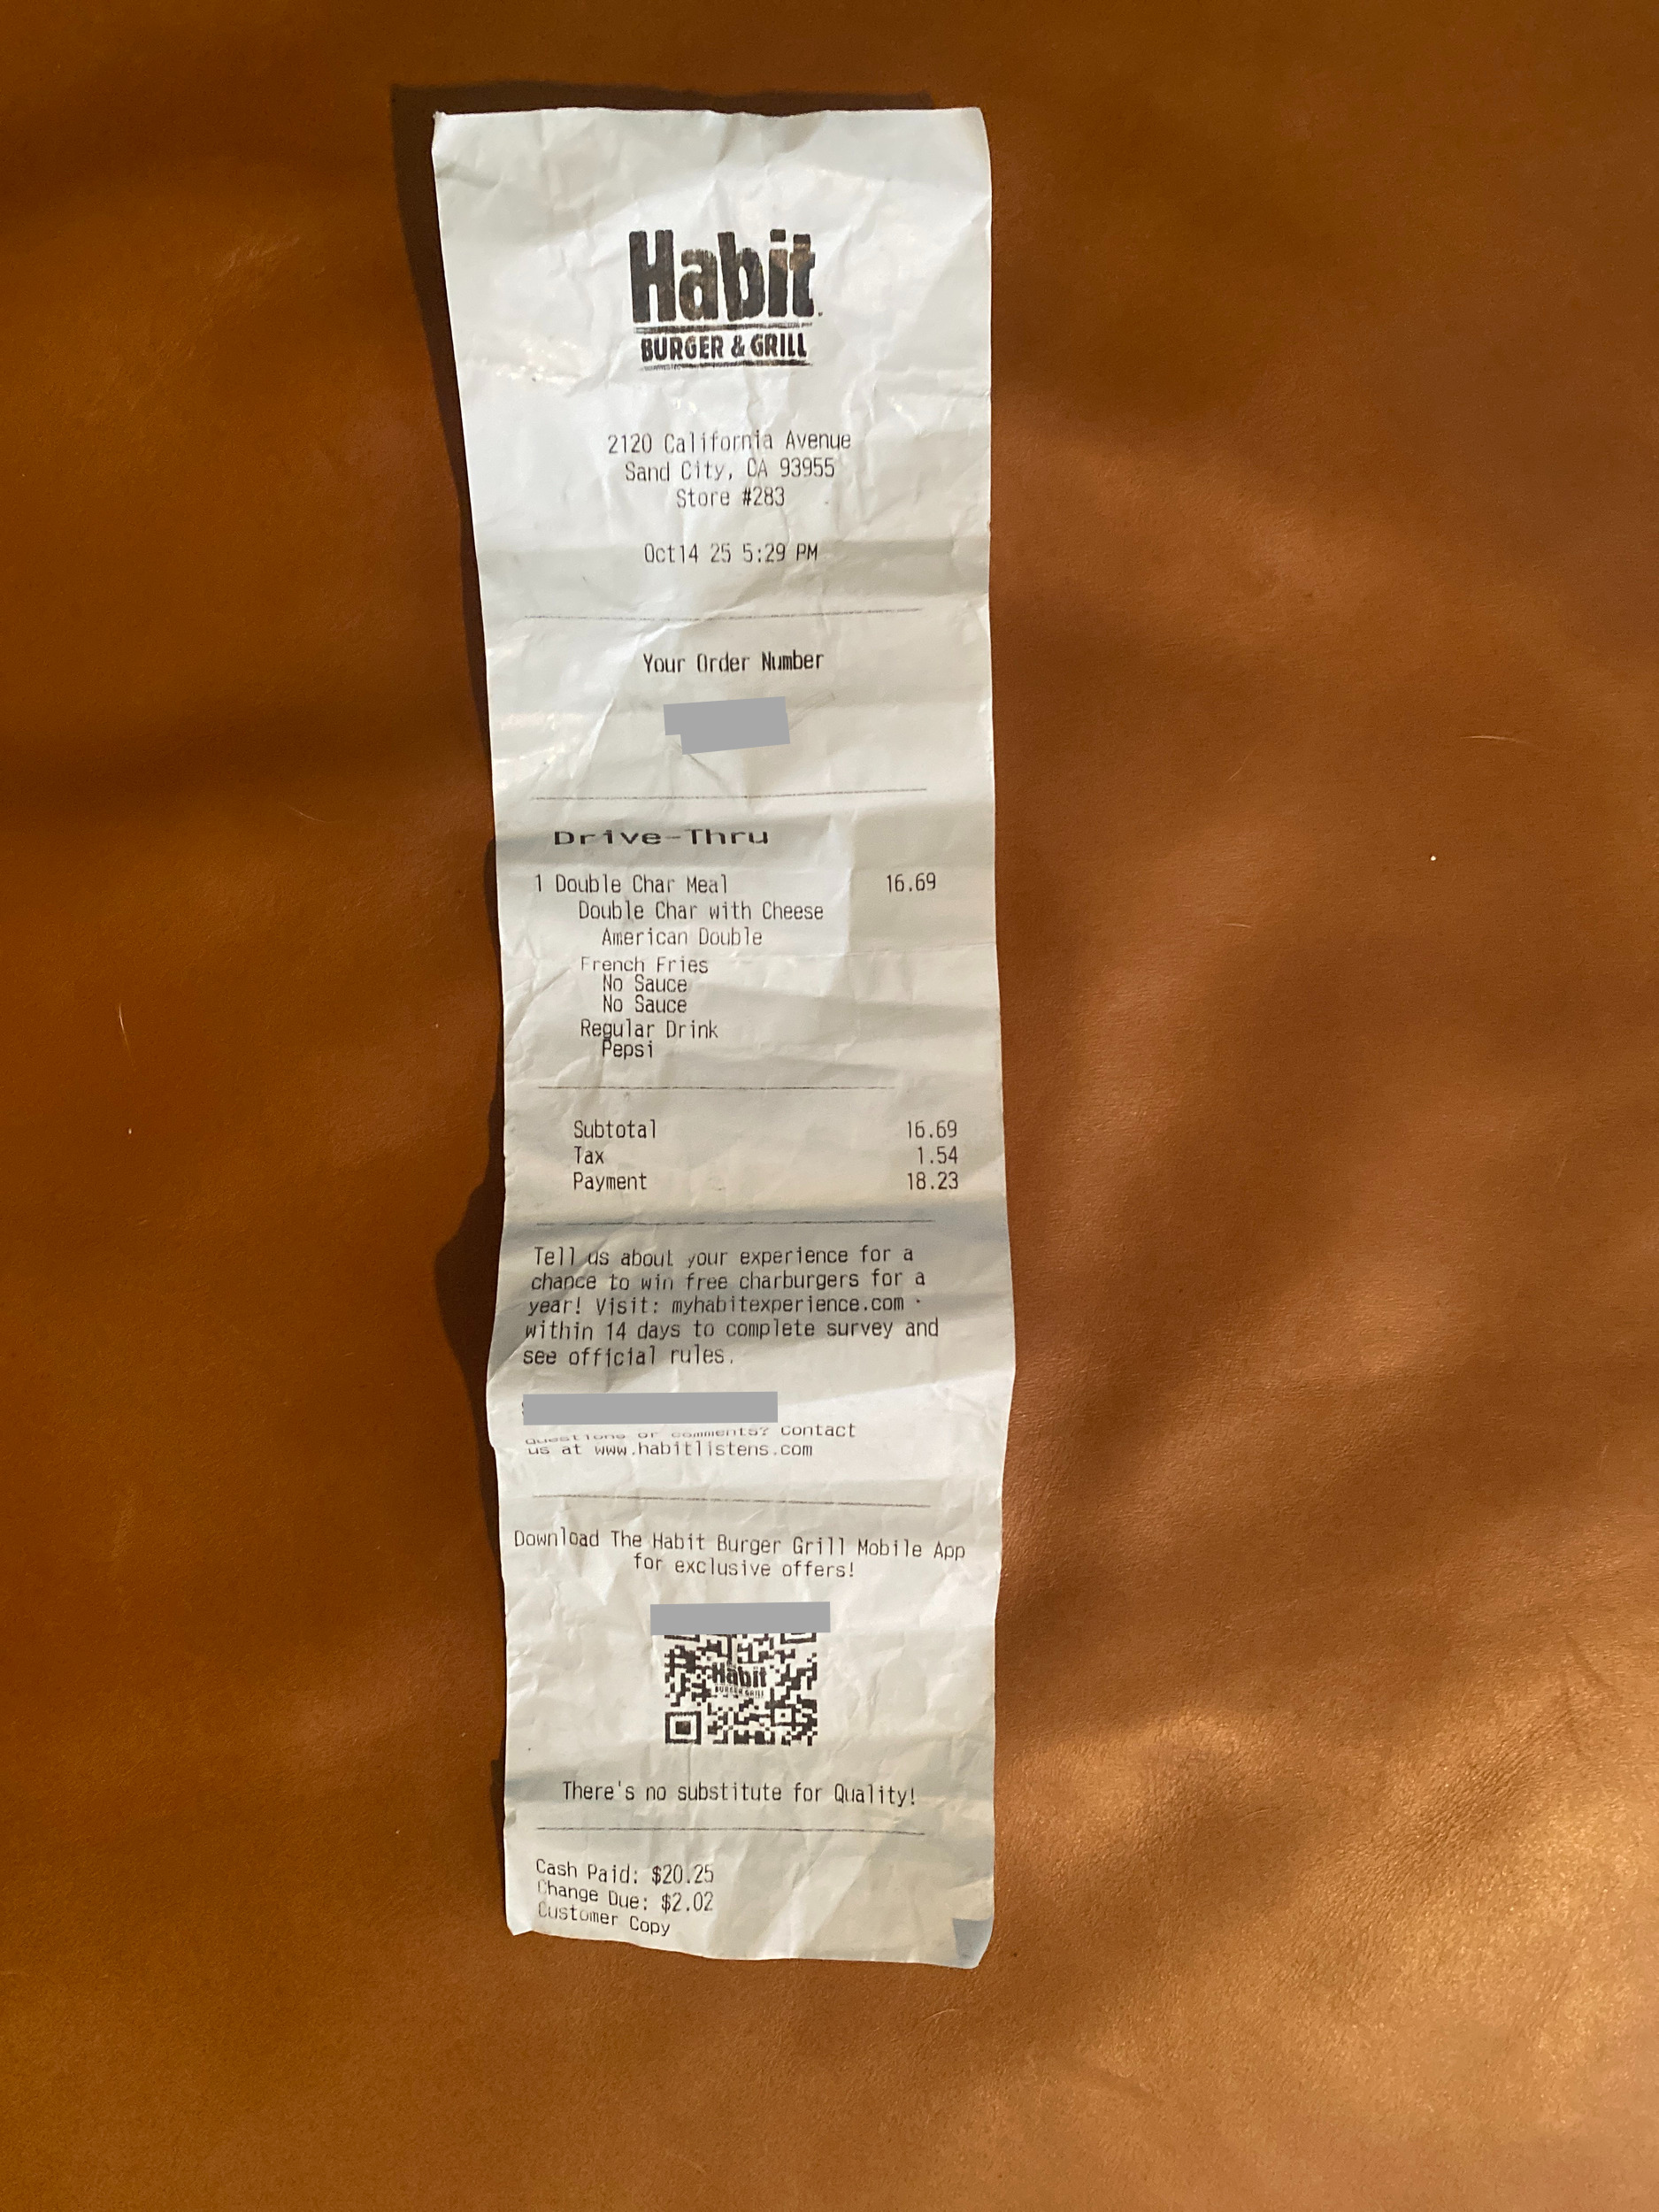 Habit
BURGER & GRILL
2120 California Avenue
Sand City, CA 93955
Store #283
Oct14 25 5:29 PM
Your Order Number
Drive-Thru
1 Double Char Meal 16.69
Double Char with Cheese
American Double
French Fries
No Sauce
No Sauce
Regular Drink
Pepsi
Subtotal 16.69
Tax 1.54
Payment 18.23
Tell us about your experience for a
chance to win free charburgers for a
year! Visit: myhabitexperience.com
within 14 days to complete survey and
see official rules.
Questions or comments? Contact
us at www.habitlistens.com
Download The Habit Burger Grill Mobile App
for exclusive offers!
Habit
BURGER & GRILL
There's no substitute for Quality!
Cash Paid: $20.25
Change Due: $2.02
Customer Copy